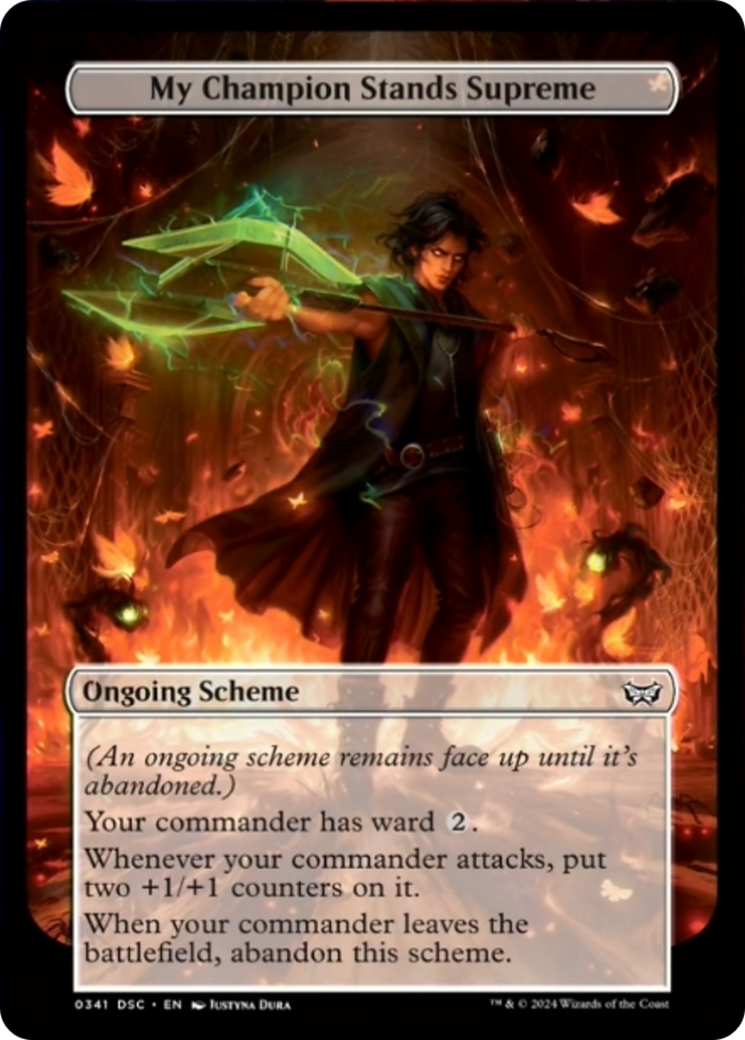 My Champion Stands Supreme
Ongoing Scheme
(An ongoing scheme remains face up until it's
abandoned.)
Your commander has ward 2.
Whenever your commander attacks, put
two +1/+1 counters on it.
When your commander leaves the
battlefield, abandon this scheme.
0341 DSC • EN Justyna Dura
™ & © 2024 Wizards of the Coast